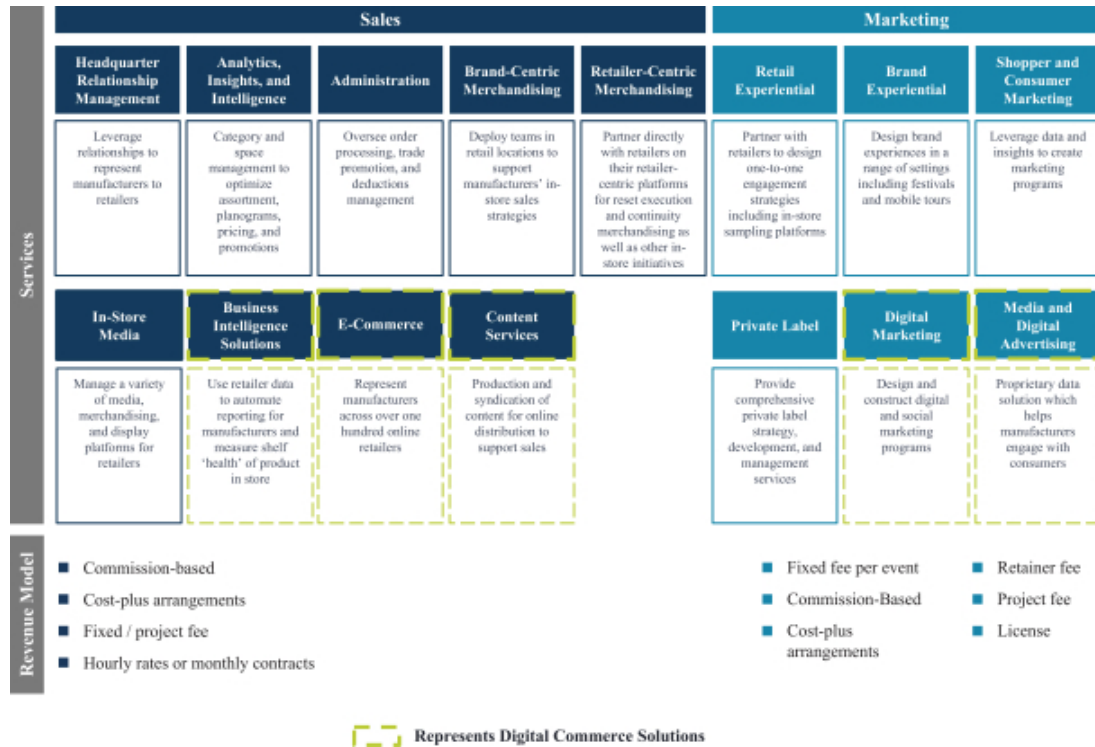 Sales
Marketing
Headquarter
Relationship
Management
Analytics,
Insights, and
Intelligence
Administration
Brand-Centric
Merchandising
Retailer-Centric
Merchandising
Retail
Experiential
Brand
Experiential
Shopper and
Consumer
Marketing
Services
Leverage
relationships to
represent
manufacturers to
retailers
Category and
space
management to
optimize
assortment,
planograms,
pricing, and
promotions
Oversee order
processing, trade
promotion, and
deductions
management
Deploy teams in
retail locations to
support
manufacturers' in-
store sales
strategies
Partner directly
with retailers on
their retailer-
centric platforms
for reset execution
and continuity
merchandising as
well as other in-
store initiatives
Partner with
retailers to design
one-to-one
engagement
strategies
including in-store
sampling platforms
Design brand
experiences in a
range of settings
including festivals
and mobile tours
Leverage data and
insights to create
marketing
programs
In-Store
Media
Business
Intelligence
Solutions
E-Commerce
Content
Services
Private Label
Digital
Marketing
Media and
Digital
Advertising
Manage a variety
of media,
merchandising,
and display
platforms for
retailers
Use retailer data
to automate
reporting for
manufacturers and
measure shelf
'health' of product
in store
Represent
manufacturers
across over one
hundred online
retailers
Production and
syndication of
content for online
distribution to
support sales
Provide
comprehensive
private label
strategy,
development, and
management
services
Design and
construct digital
and social
marketing
programs
Proprietary data
solution which
helps
manufacturers
engage with
consumers
Revenue Model
Commission-based
Cost-plus arrangements
Fixed / project fee
Hourly rates or monthly contracts
Fixed fee per event
Commission-Based
Cost-plus
arrangements
Retainer fee
Project fee
License
Represents Digital Commerce Solutions